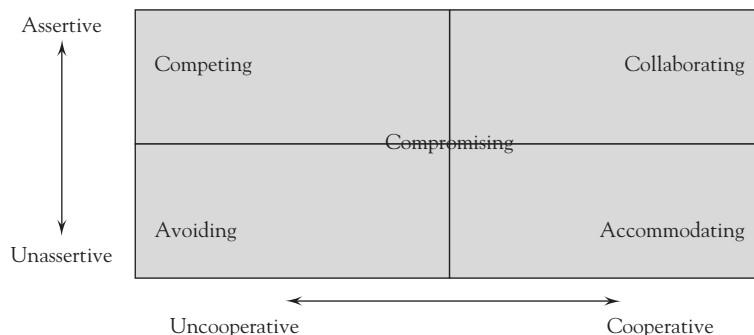 Assertive
Competing Collaborating
Compromising
Avoiding Accommodating
Unassertive
Uncooperative Cooperative